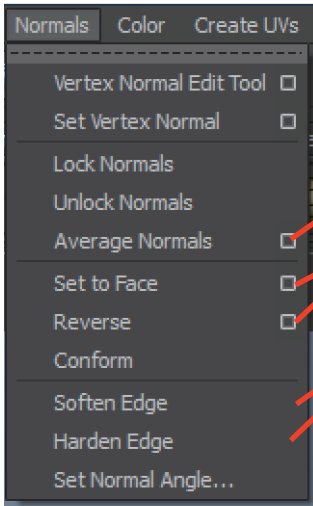 Normals Color Create UVs
Vertex Normal Edit Tool
Set Vertex Normal
Lock Normals
Unlock Normals
Average Normals
Set to Face
Reverse
Conform
Soften Edge
Harden Edge
Set Normal Angle...